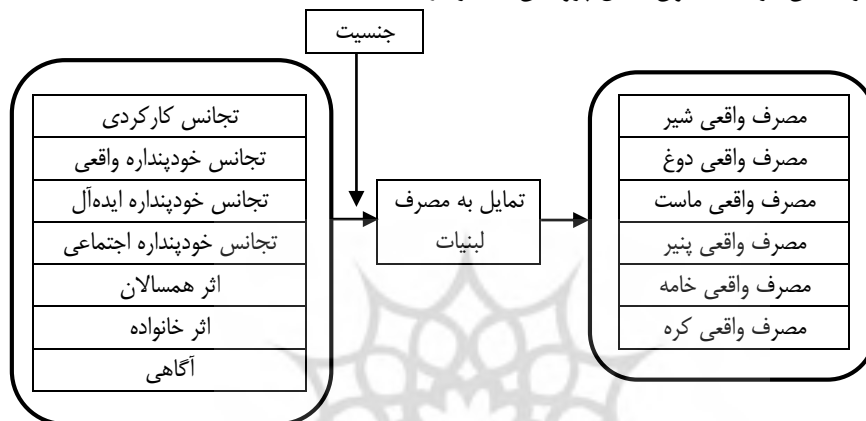 جنسیت
تجانس کارکردی
تجانس خودپنداره واقعی
تجانس خودپنداره ایده‌آل
تجانس خودپنداره اجتماعی
اثر همسالان
اثر خانواده
آگاهی
تمایل به مصرف
لبنیات
مصرف واقعی شیر
مصرف واقعی دوغ
مصرف واقعی ماست
مصرف واقعی پنیر
مصرف واقعی خامه
مصرف واقعی کره